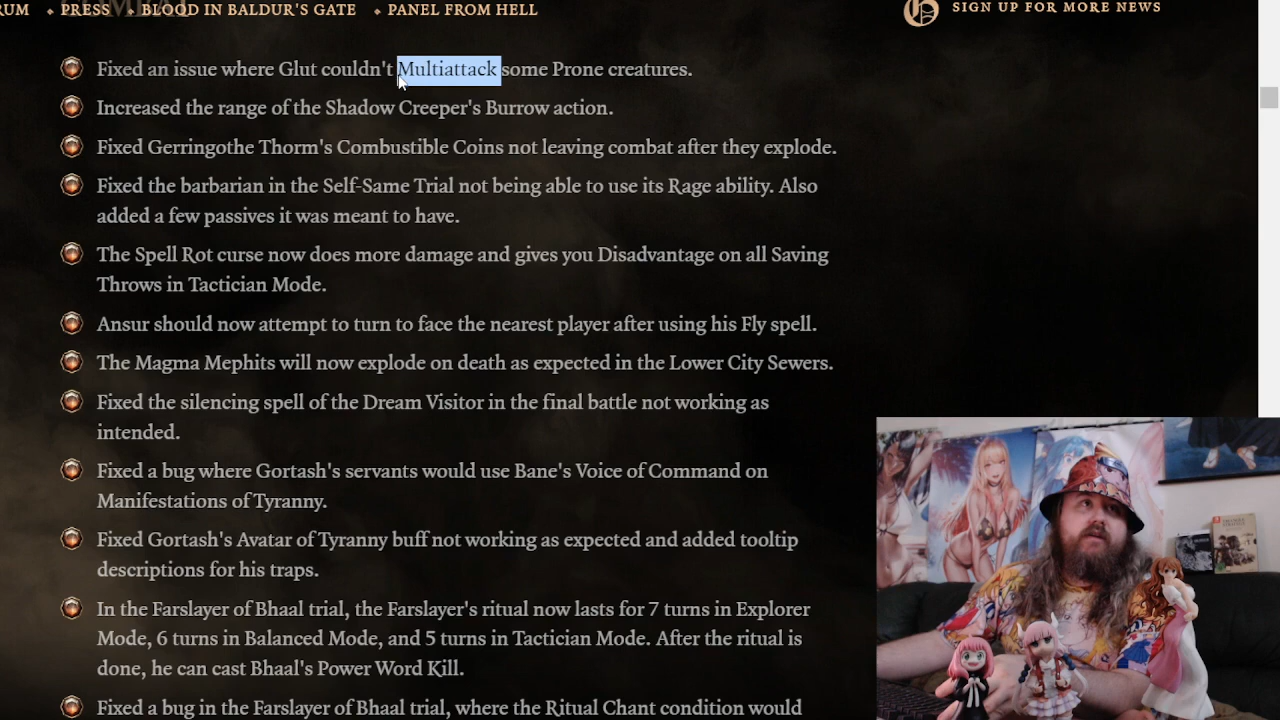 RUM PRESS BLOOD IN BALDUR'S GATE PANEL FROM HELL SIGN UP FOR MORE NEWS
Fixed an issue where Glut couldn't Multiattack some Prone creatures.
Increased the range of the Shadow Creeper's Burrow action.
Fixed Gerringothe Thorm's Combustible Coins not leaving combat after they explode.
Fixed the barbarian in the Self-Same Trial not being able to use its Rage ability. Also
added a few passives it was meant to have.
The Spell Rot curse now does more damage and gives you Disadvantage on all Saving
Throws in Tactician Mode.
Ansur should now attempt to turn to face the nearest player after using his Fly spell.
The Magma Mephits will now explode on death as expected in the Lower City Sewers.
Fixed the silencing spell of the Dream Visitor in the final battle not working as
intended.
Fixed a bug where Gortash's servants would use Bane's Voice of Command on
Manifestations of Tyranny.
Fixed Gortash's Avatar of Tyranny buff not working as expected and added tooltip
descriptions for his traps.
In the Farslayer of Bhaal trial, the Farslayer's ritual now lasts for 7 turns in Explorer
Mode, 6 turns in Balanced Mode, and 5 turns in Tactician Mode. After the ritual is
done, he can cast Bhaal's Power Word Kill.
Fixed a bug in the Farslayer of Bhaal trial, where the Ritual Chant condition would